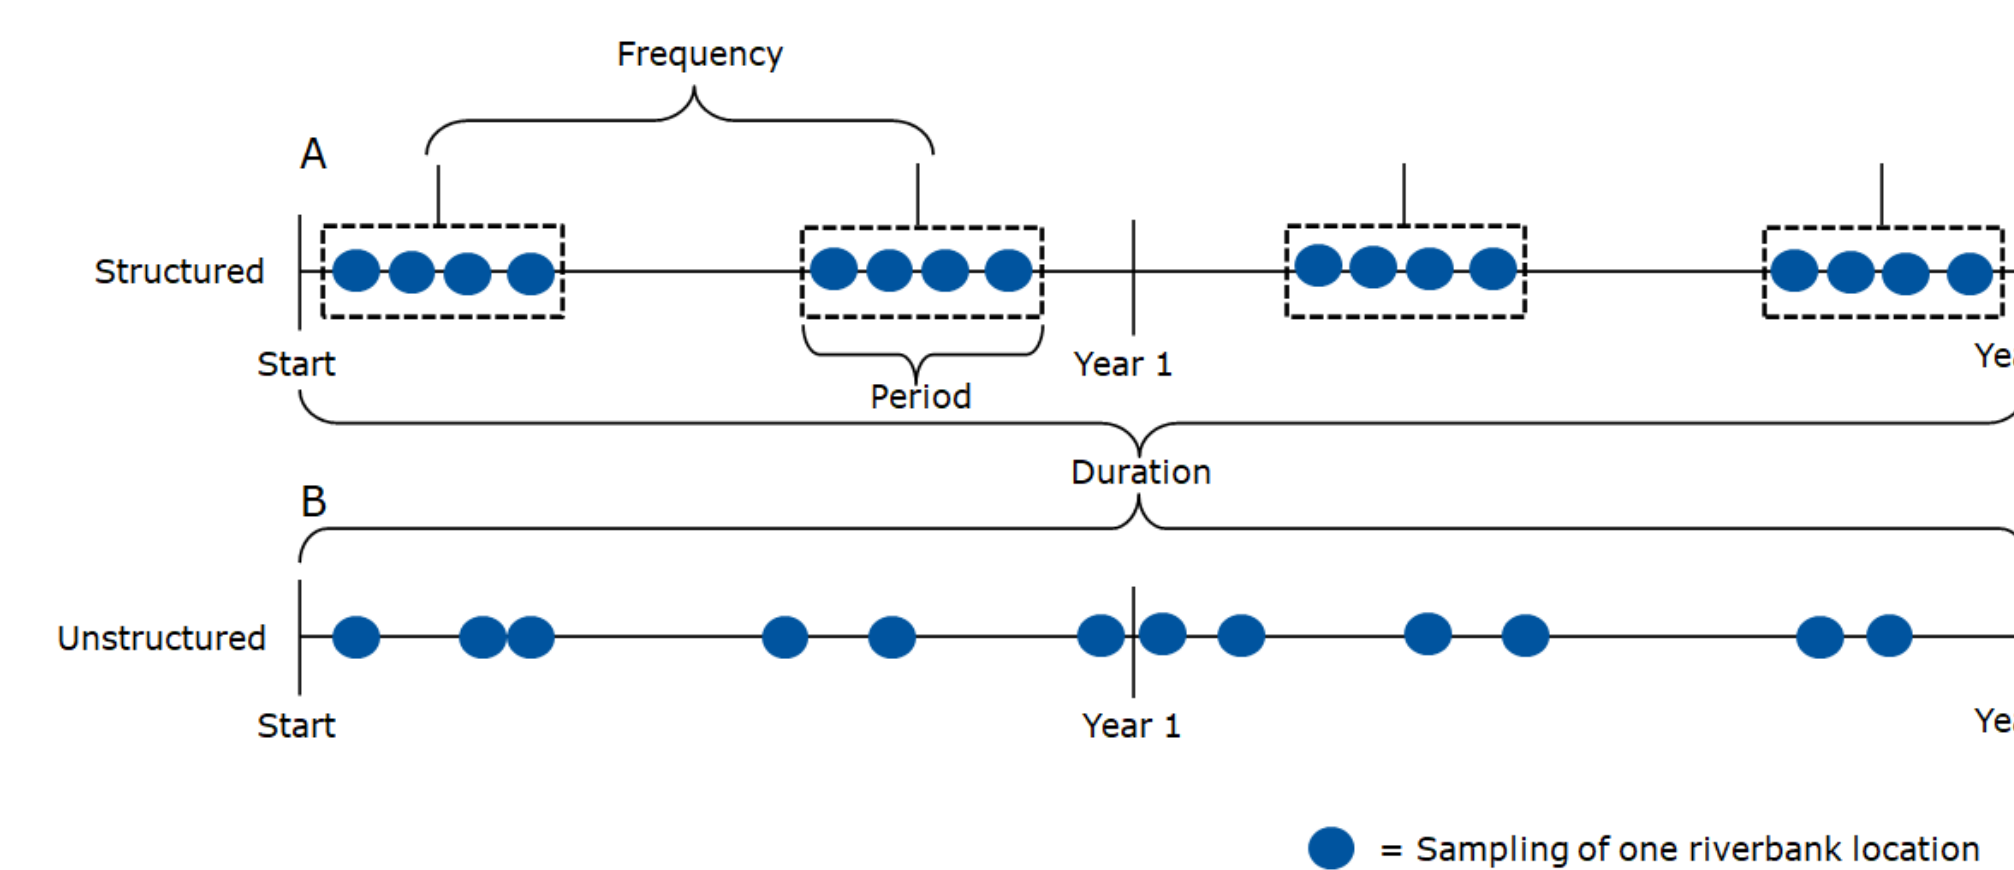 Frequency
A
Structured
Start
Period
Year 1
Duration
B
Unstructured
Start
Year 1
= Sampling of one riverbank location